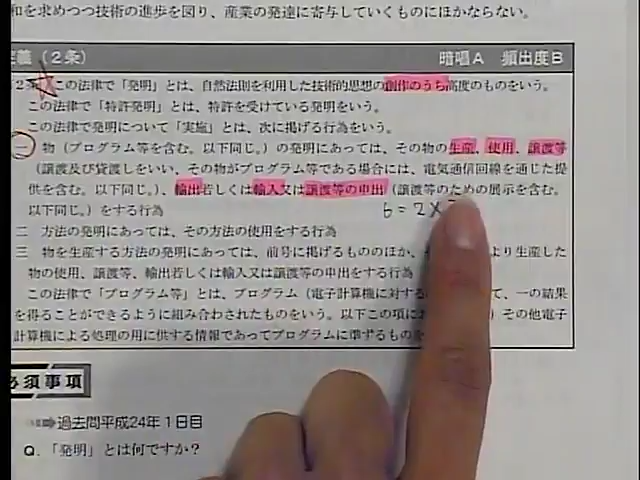 和を求めつつ技術の進歩を図り、産業の発達に寄与していくものにほかならない。
義（２条） 暗唱Ａ 頻出度Ｂ
２条 この法律で「発明」とは、自然法則を利用した技術的思想の創作のうち高度のものをいう。
この法律で「特許発明」とは、特許を受けている発明をいう。
この法律で発明について「実施」とは、次に掲げる行為をいう。
一 物（プログラム等を含む。以下同じ。）の発明にあっては、その物の生産、使用、譲渡等
（譲渡及び貸渡しをいい、その物がプログラム等である場合には、電気通信回線を通じた提
供を含む。以下同じ。）、輸出若しくは輸入又は譲渡等の申出（譲渡等のための展示を含む。
以下同じ。）をする行為
6 = 2 ×
二 方法の発明にあっては、その方法の使用をする行為
三 物を生産する方法の発明にあっては、前号に掲げるもののほか、 より生産した
物の使用、譲渡等、輸出若しくは輸入又は譲渡等の申出をする行為
この法律で「プログラム等」とは、プログラム（電子計算機に対する て、一の結果
を得ることができるように組み合わされたものをいう。以下この項にお ）その他電子
計算機による処理の用に供する情報であってプログラムに準ずるものを
必須事項
過去問平成24年１日目
Ｑ．「発明」とは何ですか？